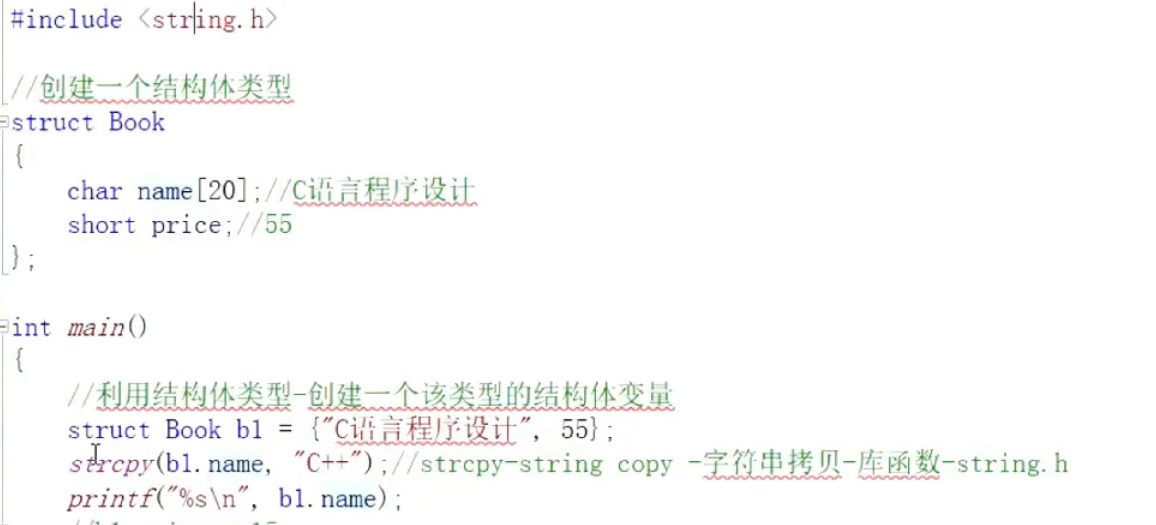 #include <string.h>
//创建一个结构体类型
struct Book
{
char name[20];//C语言程序设计
short price;//55
};
int main()
{
//利用结构体类型-创建一个该类型的结构体变量
struct Book b1 = {"C语言程序设计", 55};
strcpy(b1.name, "C++");//strcpy-string copy -字符串拷贝-库函数-string.h
printf("%s\n", b1.name);